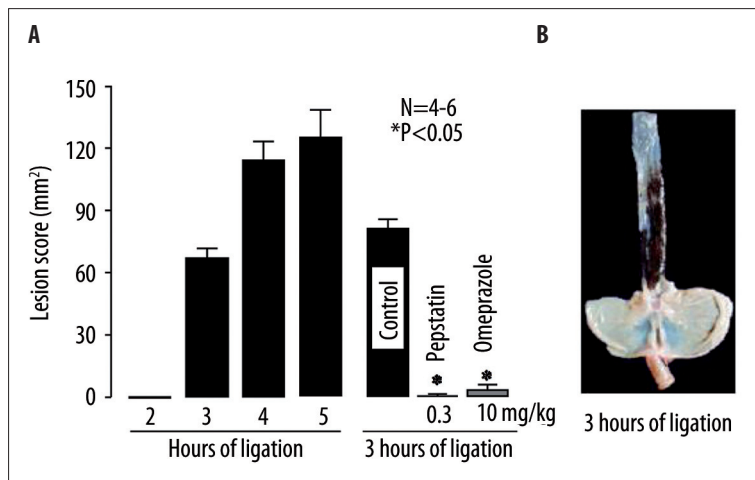 A
B
150
120
90
60
30
0
Lesion score (mm²)
N=4-6
*P<0.05
Control
Pepstatin
Omeprazole
*
*
2 3 4 5 0.3 10 mg/kg
Hours of ligation
3 hours of ligation
3 hours of ligation